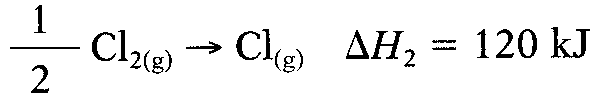 1/2 Cl₂(g) → Cl(g) ΔH₂ = 120 kJ